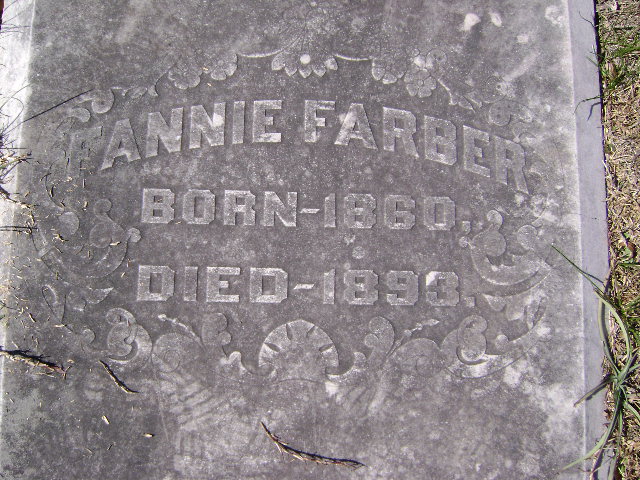 FANNIE F. FARBER
BORN-1860.
DIED-1893.